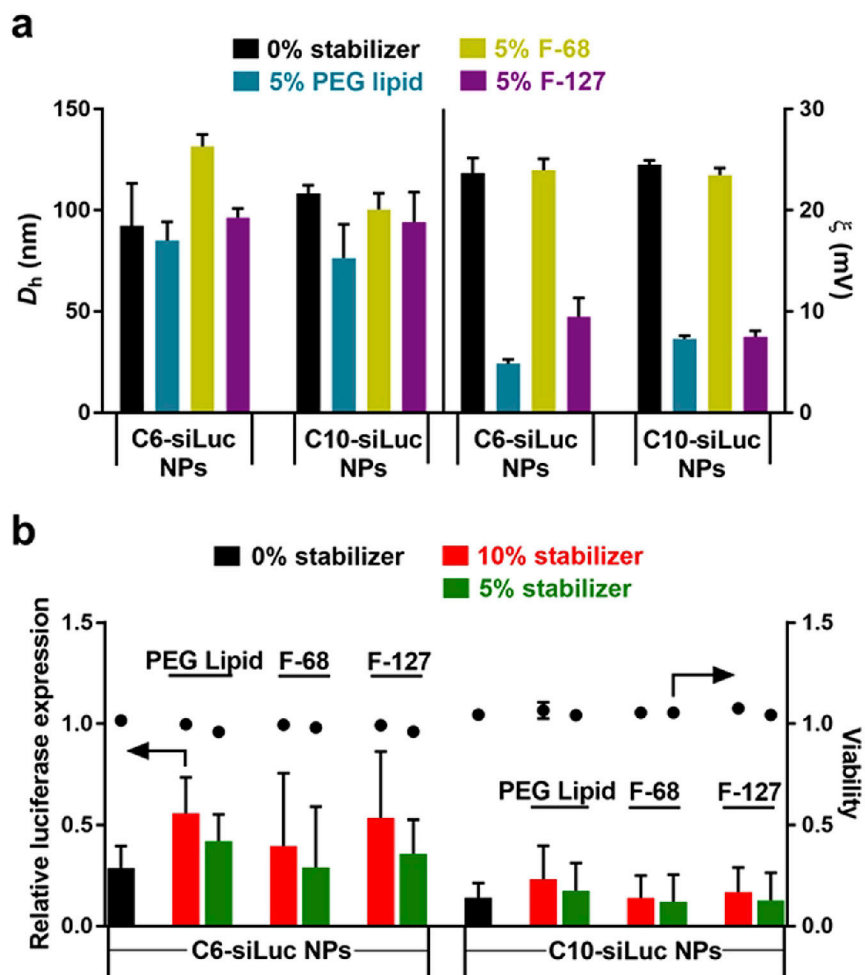 a
0% stabilizer
5% F-68
5% PEG lipid
5% F-127
150
100
50
0
Dh (nm)
30
20
10
0
ξ (mV)
C6-siLuc
NPs
C10-siLuc
NPs
C6-siLuc
NPs
C10-siLuc
NPs
b
0% stabilizer
10% stabilizer
5% stabilizer
1.5
1.0
0.5
0.0
Relative luciferase expression
PEG Lipid
F-68
F-127
PEG Lipid
F-68
F-127
1.5
1.0
0.5
0.0
Viability
C6-siLuc NPs
C10-siLuc NPs